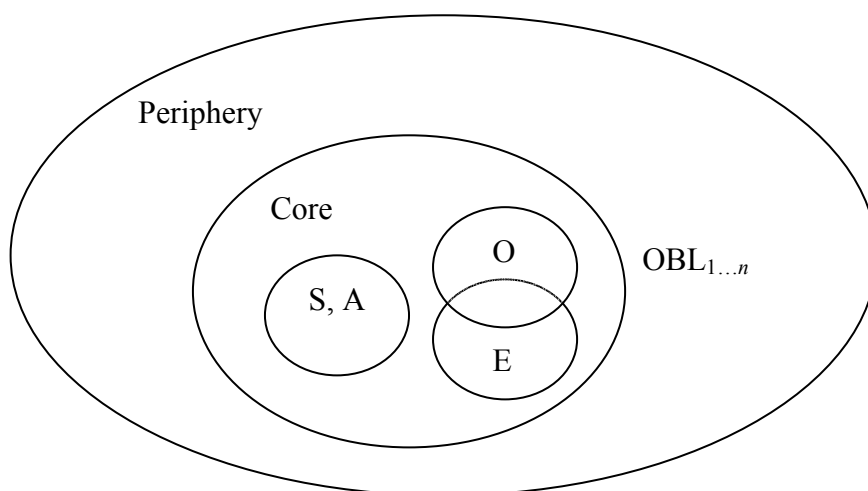 Periphery
Core
O
OBL1…n
S, A
E